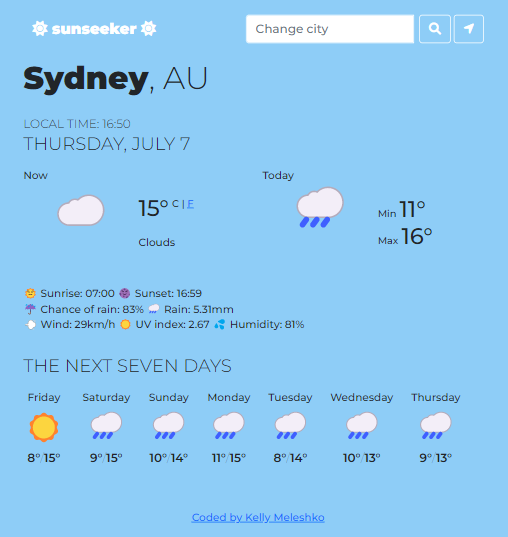 sunseeker
Change city
Sydney, AU
LOCAL TIME: 16:50
THURSDAY, JULY 7
Now
Today
15° C | F
Clouds
Min 11°
Max 16°
Sunrise: 07:00 Sunset: 16:59
Chance of rain: 83% Rain: 5.31mm
Wind: 29km/h UV index: 2.67 Humidity: 81%
THE NEXT SEVEN DAYS
Friday Saturday Sunday Monday Tuesday Wednesday Thursday
8° 15° 9° 15° 10° 14° 11° 15° 8° 14° 10° 13° 9° 13°
Coded by Kelly Meleshko